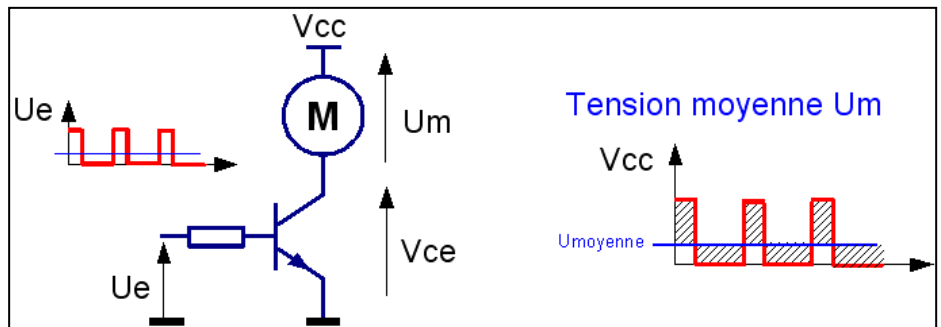 Vcc
Ue
M
Um
Vce
Ue
Tension moyenne Um
Vcc
Umoyenne